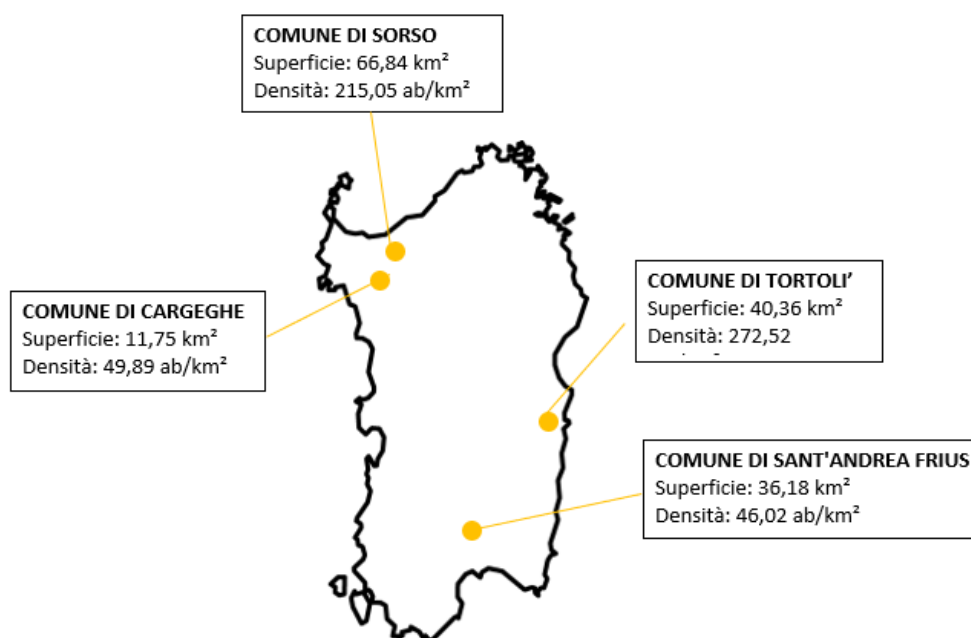 COMUNE DI SORSO
Superficie: 66,84 km²
Densità: 215,05 ab/km²
COMUNE DI CARGEGHE
Superficie: 11,75 km²
Densità: 49,89 ab/km²
COMUNE DI TORTOLI’
Superficie: 40,36 km²
Densità: 272,52
COMUNE DI SANT'ANDREA FRIUS
Superficie: 36,18 km²
Densità: 46,02 ab/km²